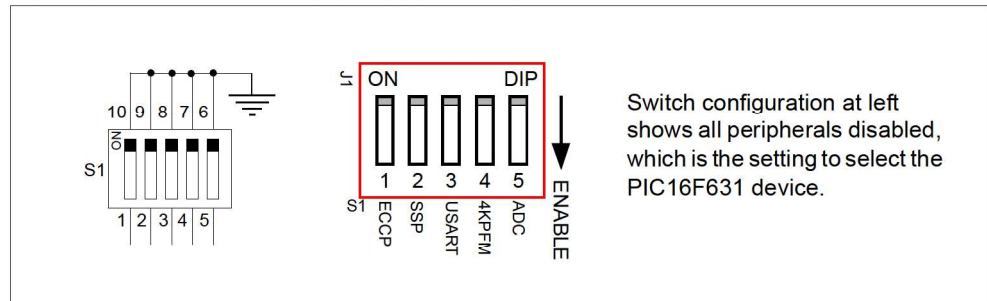 10 9 8 7 6
ON
S1
1 2 3 4 5
J1
ON DIP
1 2 3 4 5
S1
ECCP
SSP
USART
4KPFM
ADC
ENABLE
Switch configuration at left
shows all peripherals disabled,
which is the setting to select the
PIC16F631 device.